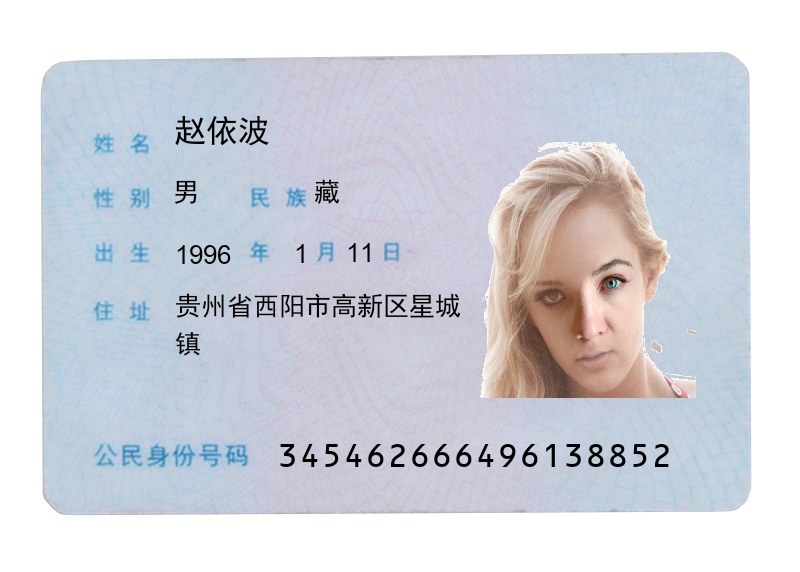 姓名 赵依波
性别 男 民族 藏
出生 1996 年 1 月 11 日
住址 贵州省西阳市高新区星城
镇
公民身份号码 345462666496138852